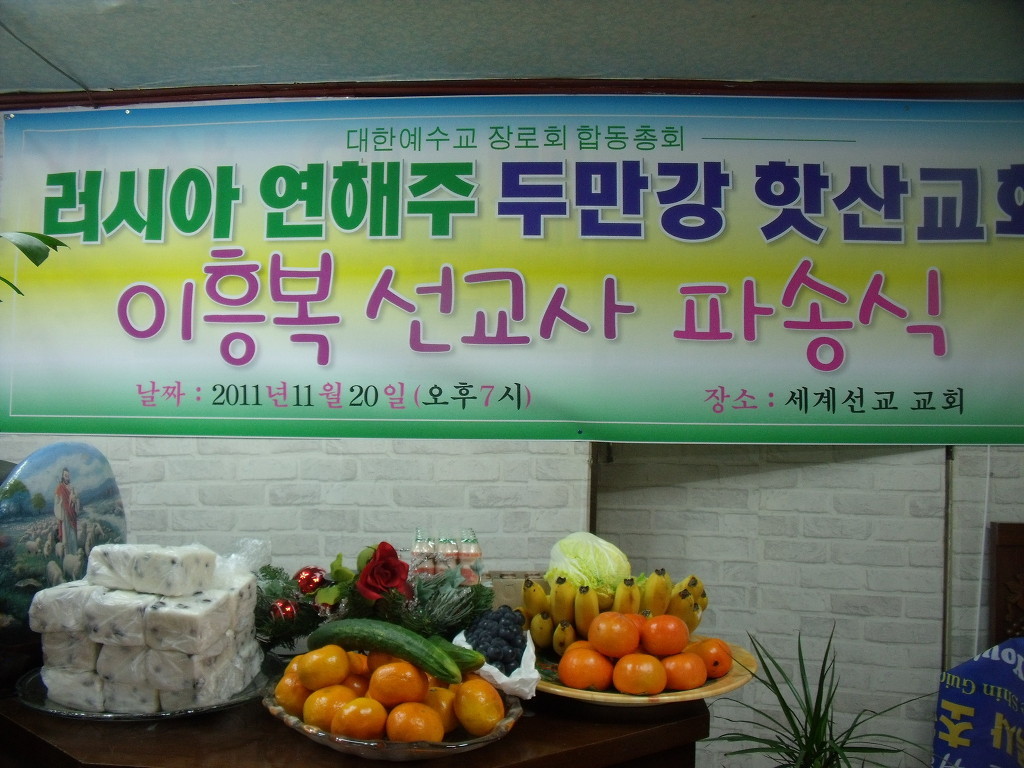 대한예수교 장로회 합동총회
러시아 연해주 두만강 핫산교회
이흥복 선교사 파송식
날짜 : 2011년 11월 20일 (오후7시)
장소 : 세계선교 교회
Shin Gui